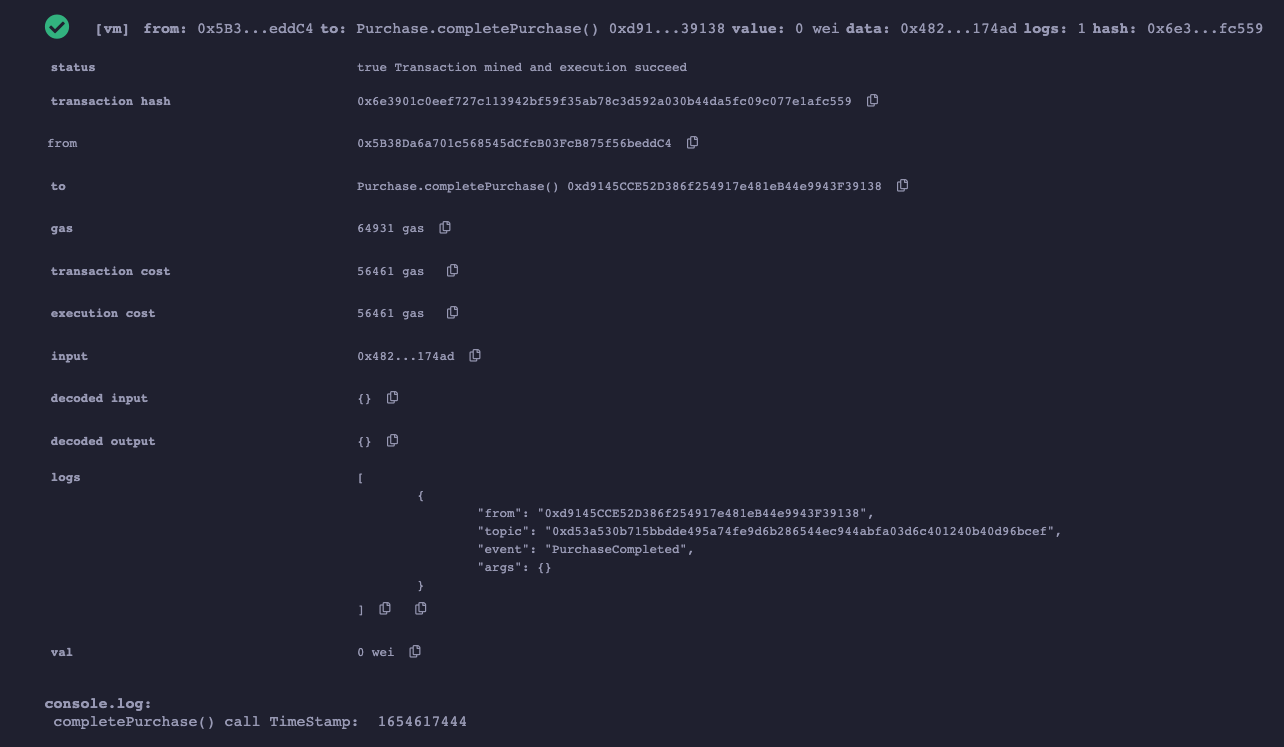 [vm] from: 0x5B3...eddC4 to: Purchase.completePurchase() 0xd91...39138 value: 0 wei data: 0x482...174ad logs: 1 hash: 0x6e3...fc559
status true Transaction mined and execution succeed
transaction hash 0x6e3901c0eef727c113942bf59f35ab78c3d592a030b44da5fc09c077e1afc559
from 0x5B38Da6a701c568545dCfcB03FcB875f56beddC4
to Purchase.completePurchase() 0xd9145CCE52D386f254917e481eB44e9943F39138
gas 64931 gas
transaction cost 56461 gas
execution cost 56461 gas
input 0x482...174ad
decoded input {}
decoded output {}
logs [
{
"from": "0xd9145CCE52D386f254917e481eB44e9943F39138",
"topic": "0xd53a530b715bbdde495a74fe9d6b286544ec944abfa03d6c401240b40d96bcef",
"event": "PurchaseCompleted",
"args": {}
}
]
val 0 wei
console.log:
completePurchase() call TimeStamp: 1654617444